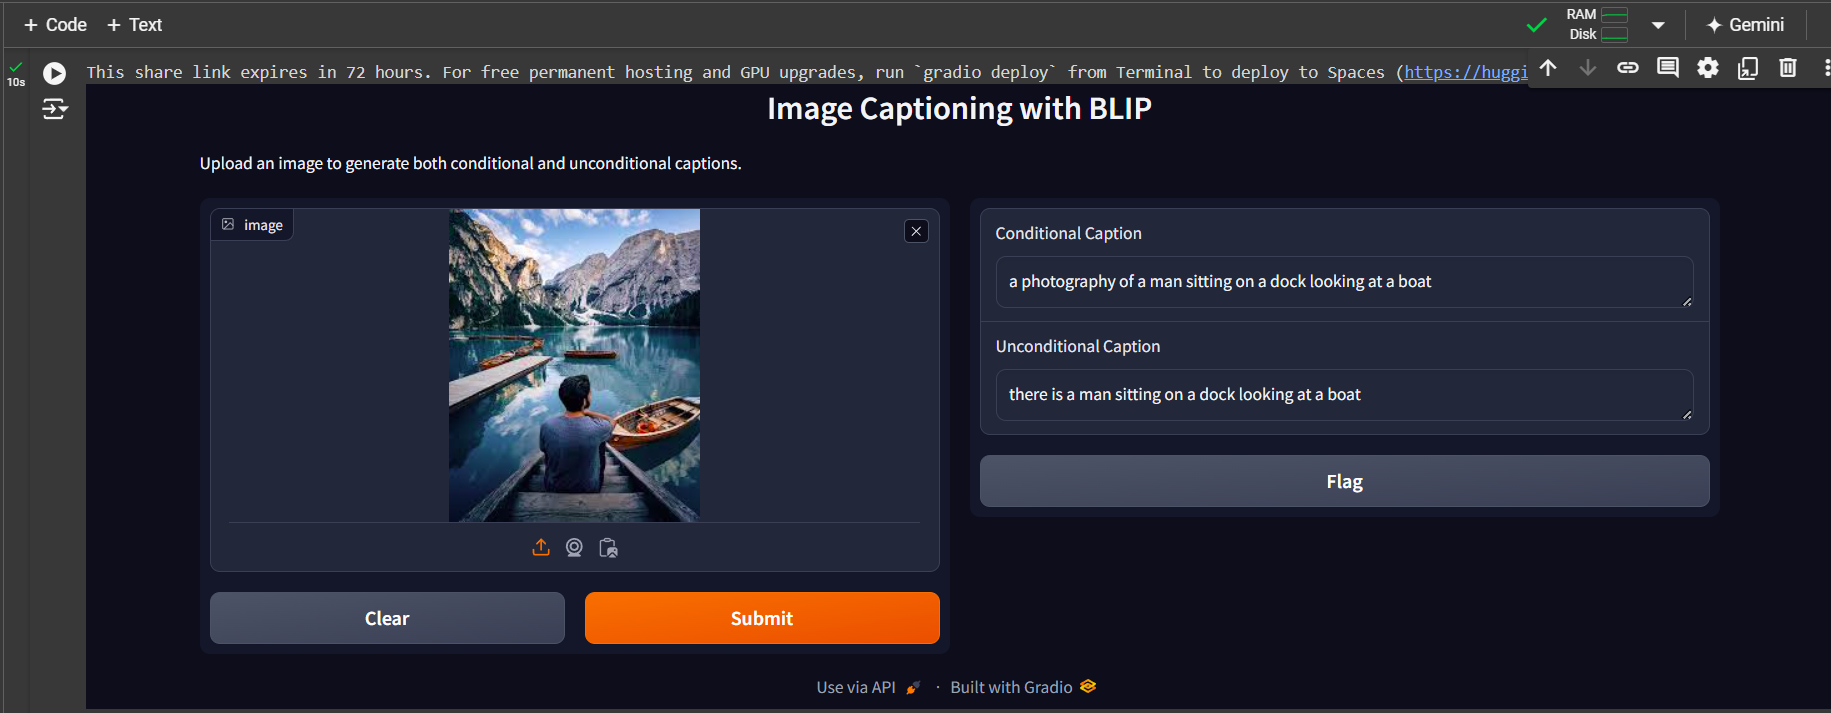 + Code + Text
RAM
Disk
Gemini
10s
This share link expires in 72 hours. For free permanent hosting and GPU upgrades, run `gradio deploy` from Terminal to deploy to Spaces (https://huggi
Image Captioning with BLIP
Upload an image to generate both conditional and unconditional captions.
image
Conditional Caption
a photography of a man sitting on a dock looking at a boat
Unconditional Caption
there is a man sitting on a dock looking at a boat
Flag
Clear Submit
Use via API · Built with Gradio